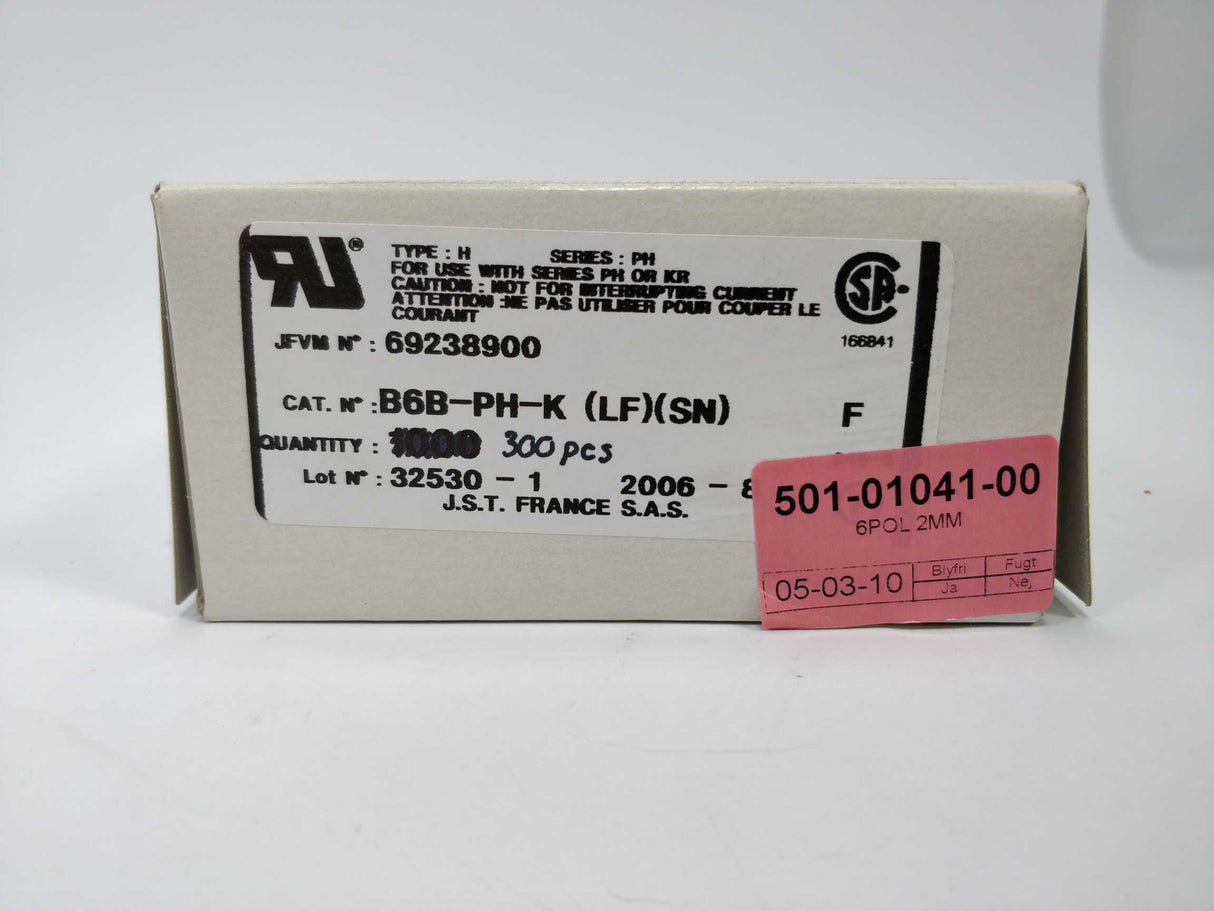 RU ®
TYPE : H SERIES : PH
FOR USE WITH SERIES PH OR KR
CAUTION : NOT FOR INTERRUPTING CURRENT
ATTENTION :NE PAS UTILISER POUR COUPER LE
COURANT
SA
166841
JFVM N° : 69238900
CAT. N° :B6B-PH-K (LF)(SN) F
QUANTITY : 1000 300 pcs
Lot N° : 32530 - 1 2006 -
J.S.T. FRANCE S.A.S.
501-01041-00
6POL 2MM
05-03-10 Blyfri Fugt
Ja Nej